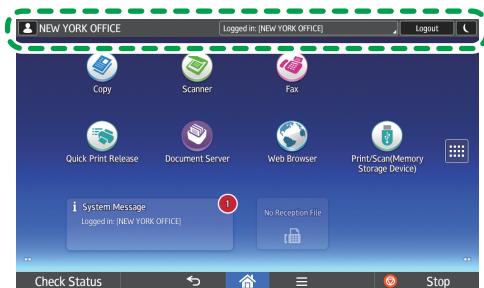 NEW YORK OFFICE
Logged in: [NEW YORK OFFICE]
Logout
Copy
Scanner
Fax
Quick Print Release
Document Server
Web Browser
Print/Scan(Memory
Storage Device)
i System Message
1
Logged in: [NEW YORK OFFICE]
No Reception File
Check Status
Stop